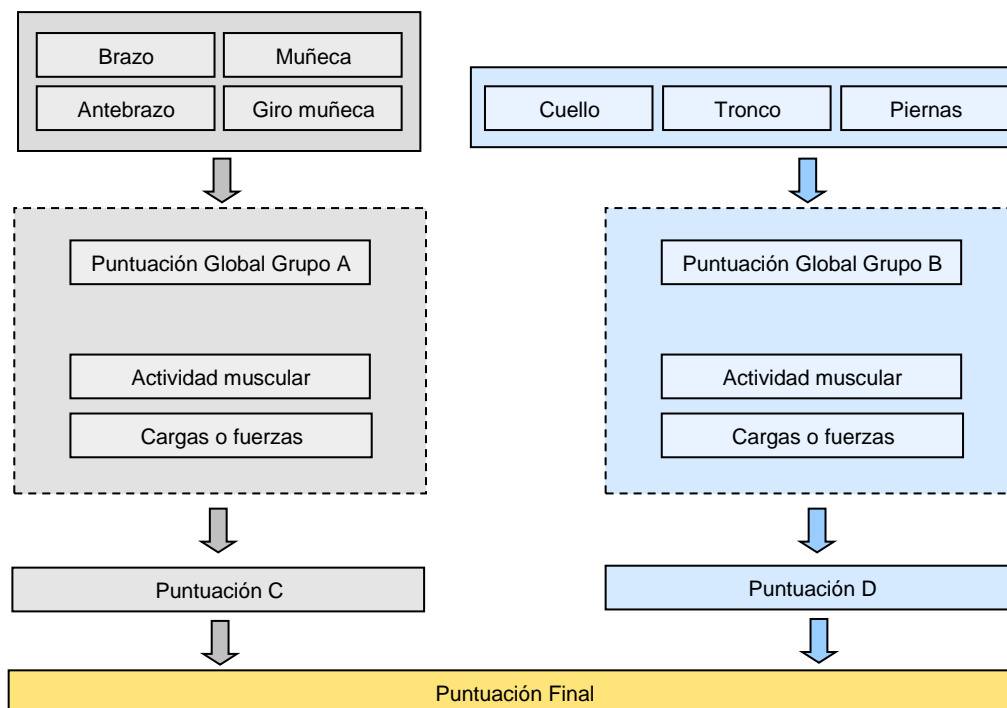 Brazo
Muñeca
Antebrazo
Giro muñeca
Cuello
Tronco
Piernas
Puntuación Global Grupo A
Puntuación Global Grupo B
Actividad muscular
Actividad muscular
Cargas o fuerzas
Cargas o fuerzas
Puntuación C
Puntuación D
Puntuación Final